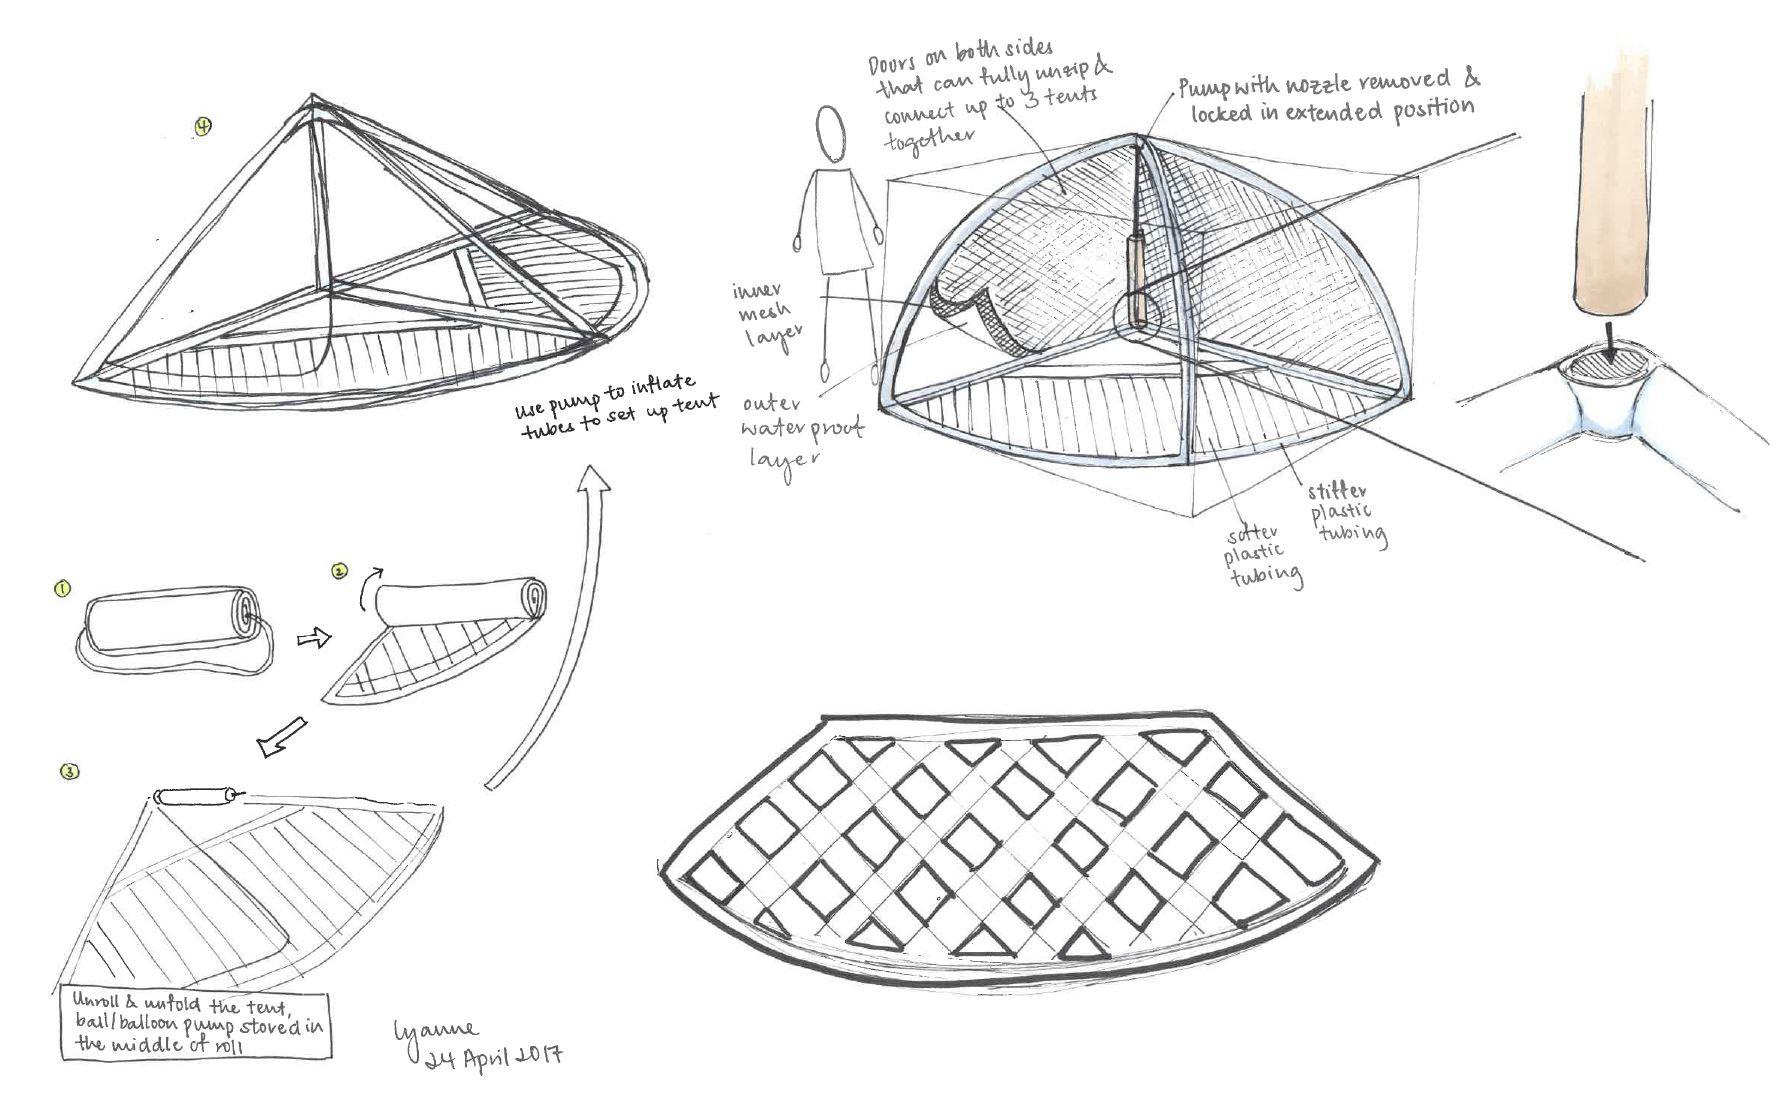 4
Doors on both sides
that can fully unzip &
connect up to 3 tents
together
Pump with nozzle removed &
locked in extended position
inner
mesh
layer
outer
waterproof
layer
use pump to inflate
tubes to set up tent
stiffer
plastic
tubing
softer
plastic
tubing
1
2
3
Unroll & unfold the tent,
ball/balloon pump stored in
the middle of roll
Lyanne
24 April 2017